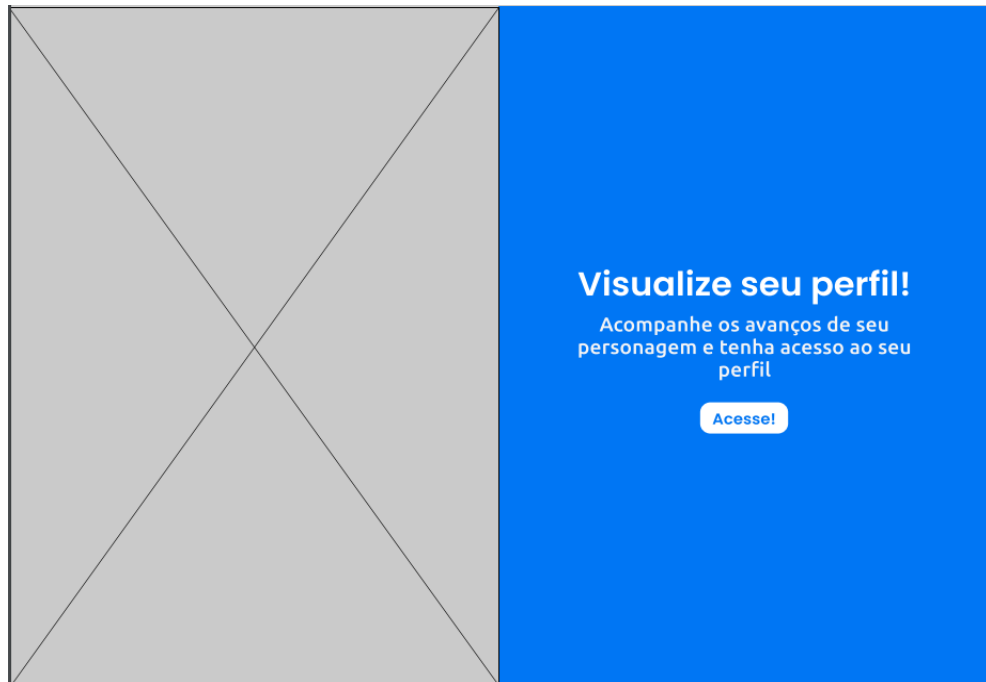 Visualize seu perfil!
Acompanhe os avanços de seu
personagem e tenha acesso ao seu
perfil
Acesse!